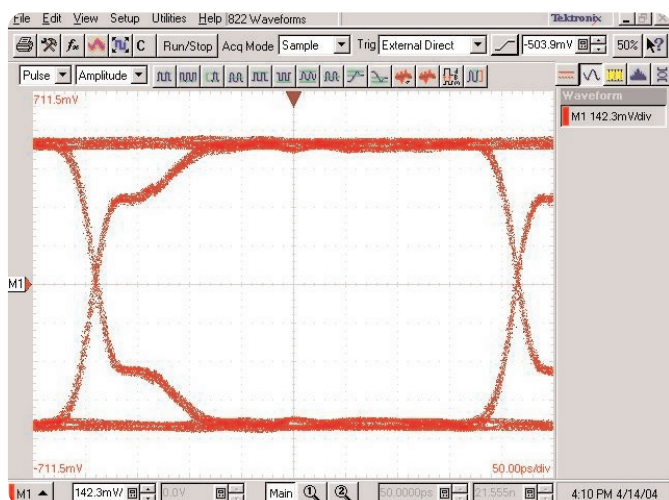 File Edit View Setup Utilities Help 822 Waveforms Tektronix
C Run/Stop Acq Mode Sample Trig External Direct -503.9mV 50%
Pulse Amplitude
711.5mV
Waveform
M1 142.3mV/div
M1
-711.5mV 50.00ps/div
M1 142.3mV/ 0.0V Main 1 2 50.0000ps 21.555n 4:10 PM 4/14/04